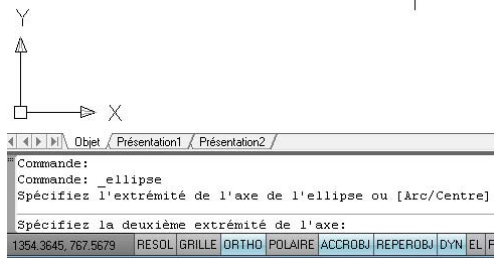 Y
X
Objet Présentation1 Présentation2
Commande:
Commande: _ellipse
Spécifiez l'extrémité de l'axe de l'ellipse ou [Arc/Centre]
Spécifiez la deuxième extrémité de l'axe:
1354.3645, 767.5679 RESOL GRILLE ORTHO POLAIRE ACCROBJ REPEROBJ DYN EL